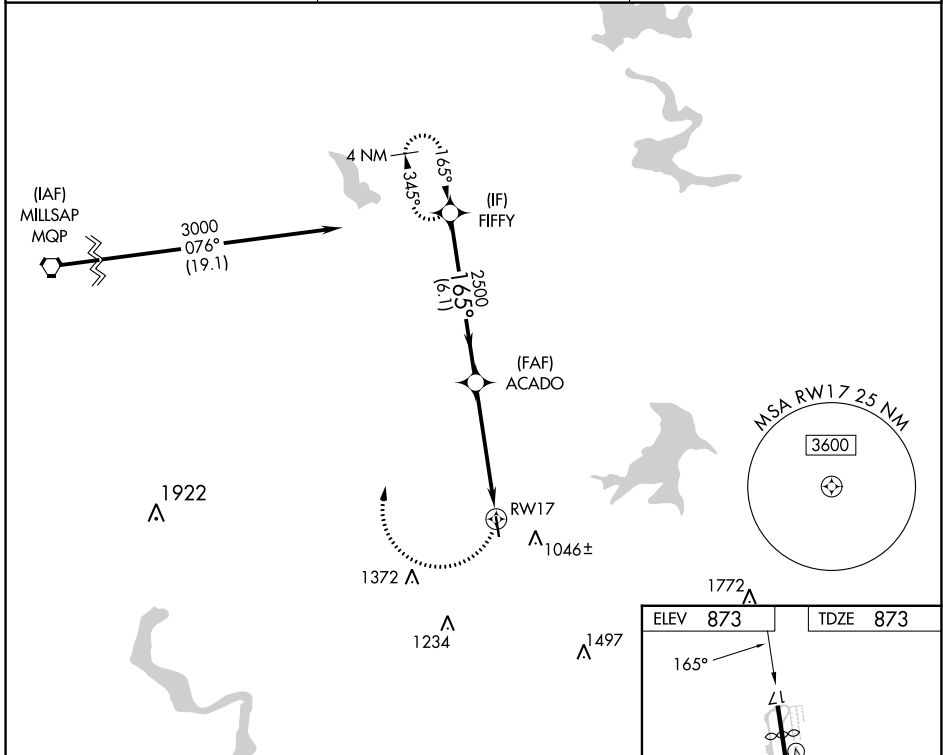 4 NM
165°
345°
(IF)
FIFFY
(IAF)
MILLSAP
MQP
3000
076°
(19.1)
2500
165°
(6.1)
(FAF)
ACADO
MSA RW17 25 NM
3600
1922
RW17
1046±
1372
1234
1497
1772
ELEV 873
TDZE 873
165°
17
A